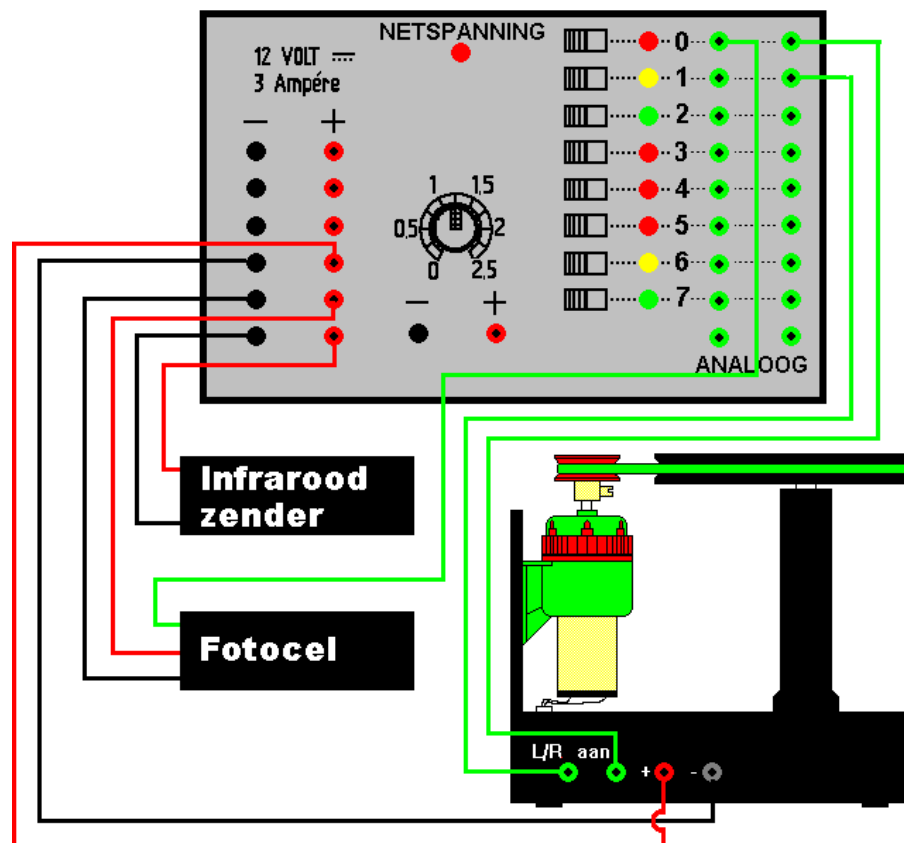 NETSPANNING
12 VOLT
3 Ampére
− +
0
1
2
3
4
5
6
7
0 0,5 1 1,5 2 2,5
− +
ANALOOG
Infrarood
zender
Fotocel
L/R aan + -